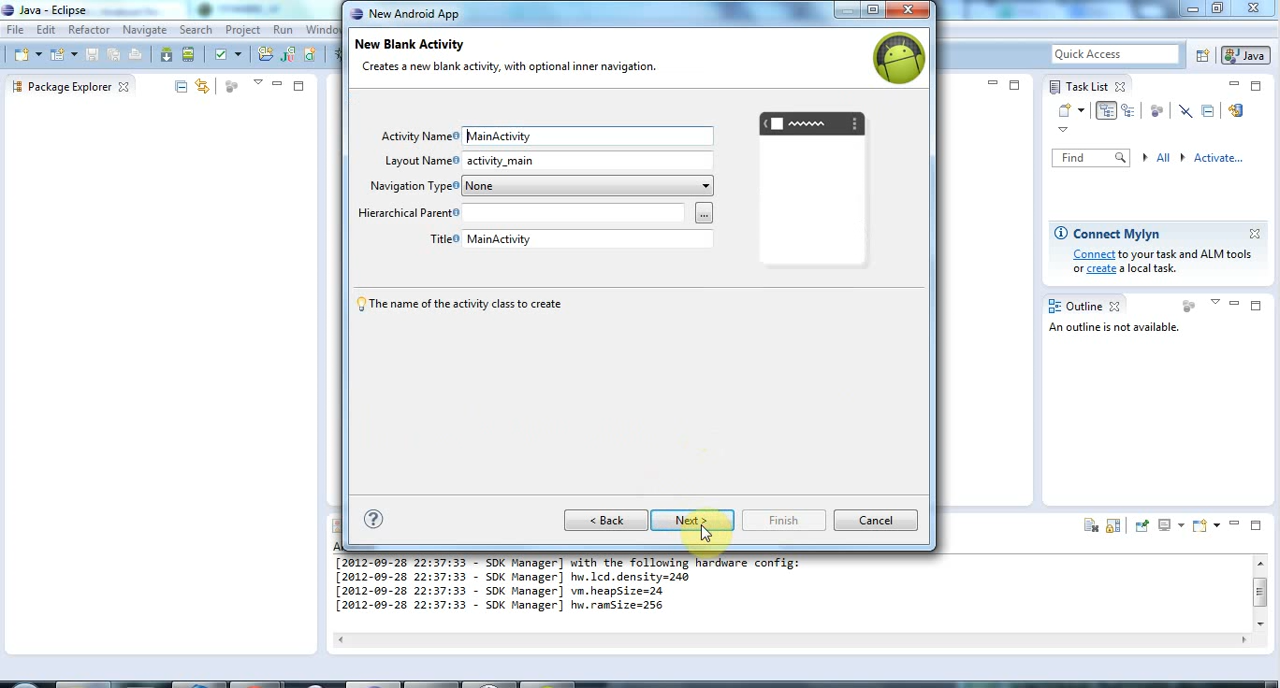 Java - Eclipse
New Android App
File Edit Refactor Navigate Search Project Run Window
New Blank Activity
Creates a new blank activity, with optional inner navigation.
Quick Access
Java
Package Explorer
Task List
Activity Name MainActivity
Layout Name activity_main
Find
All
Activate...
Navigation Type None
Hierarchical Parent
...
Title MainActivity
Connect Mylyn
Connect to your task and ALM tools
or create a local task.
The name of the activity class to create
Outline
An outline is not available.
< Back
Next >
Finish
Cancel
[2012-09-28 22:37:33 - SDK Manager] with the following hardware config:
[2012-09-28 22:37:33 - SDK Manager] hw.lcd.density=240
[2012-09-28 22:37:33 - SDK Manager] vm.heapSize=24
[2012-09-28 22:37:33 - SDK Manager] hw.ramSize=256